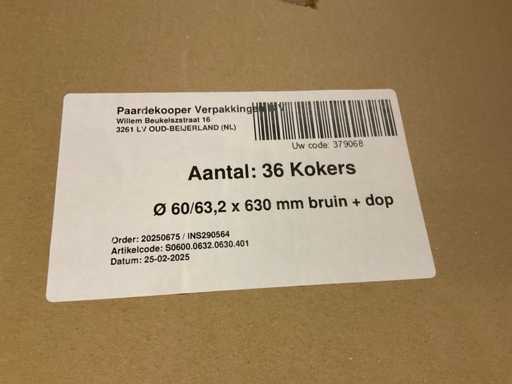 Paardekooper Verpakkingen
Willem Beukelszstraat 16
3261 LV OUD-BEIJERLAND (NL)
Uw code: 379068
Aantal: 36 Kokers
Ø 60/63,2 x 630 mm bruin + dop
Order: 20250675 / INS290564
Artikelcode: S0600.0632.0630.401
Datum: 25-02-2025